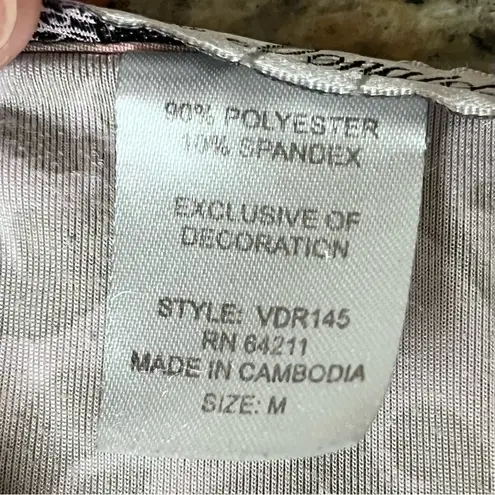 90% POLYESTER
10% SPANDEX
EXCLUSIVE OF
DECORATION
STYLE: VDR145
RN 64211
MADE IN CAMBODIA
SIZE: M